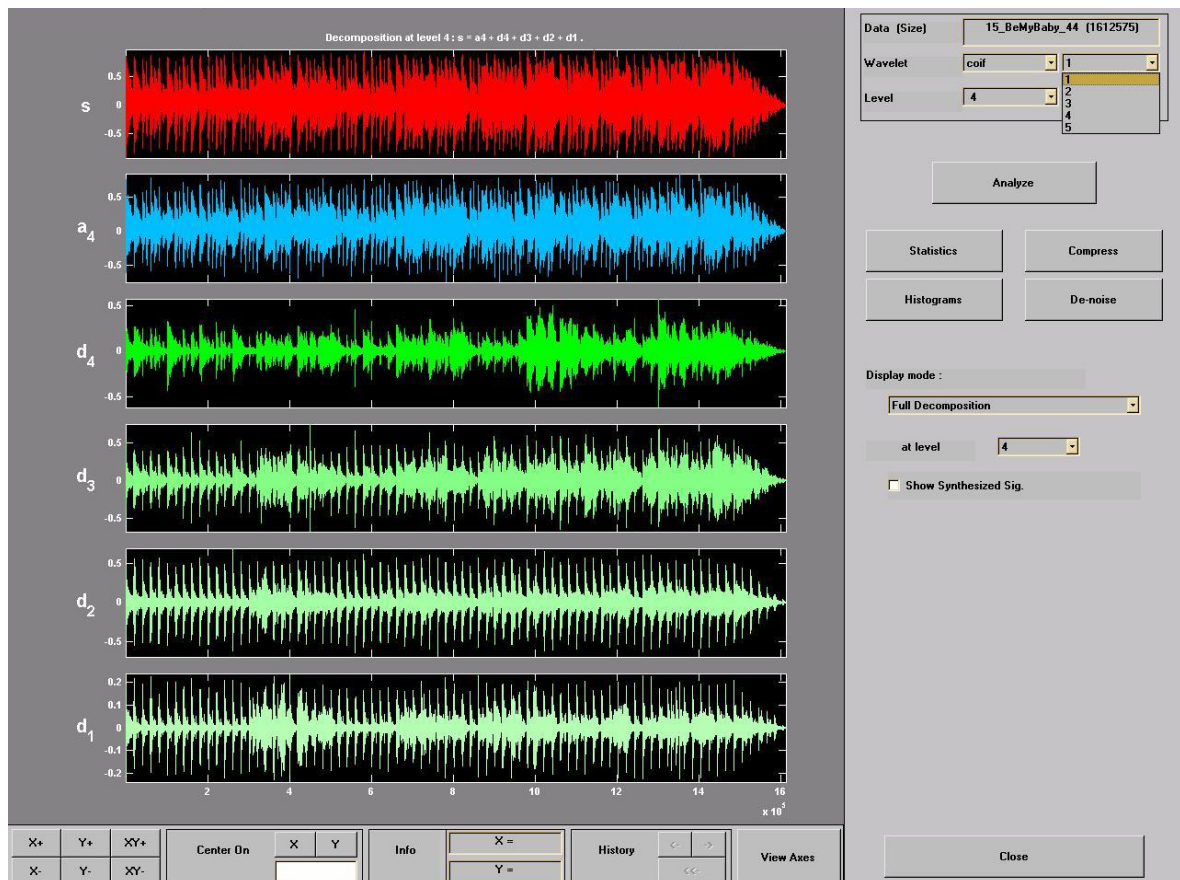 Decomposition at level 4 : s = a4 + d4 + d3 + d2 + d1 .
s
0.5
0
-0.5
a4
0.5
0
-0.5
d4
0.5
0
-0.5
d3
0.5
0
-0.5
d2
0.5
0
-0.5
d1
0.2
0.1
0
-0.1
-0.2
2 4 6 8 10 12 14 16
x 10^5
Data (Size) 15_BeMyBaby_44 (1612575)
Wavelet coif 1
1
2
3
4
5
Level 4
Analyze
Statistics Compress
Histograms De-noise
Display mode :
Full Decomposition
at level 4
Show Synthesized Sig.
X+ Y+ XY+
X- Y- XY-
Center On X Y
Info X =
Y =
History <- ->
<<-
View Axes
Close